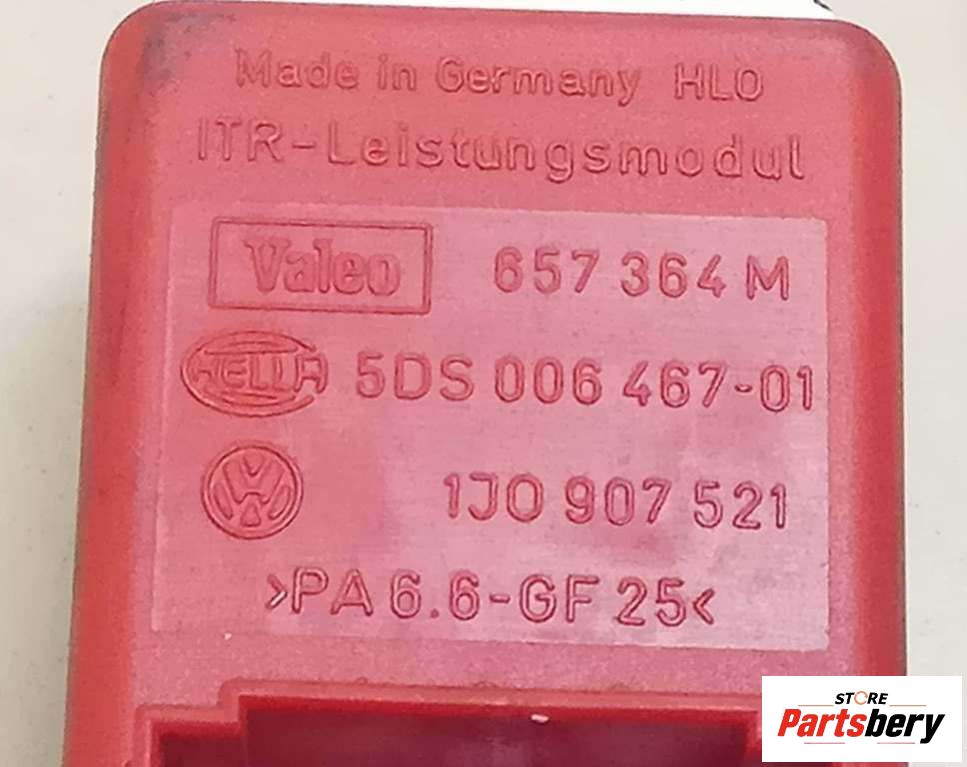 Made in Germany HLO
ITR-Leistungsmodul
Valeo 657 364 M
HELLA 5DS 006 467-01
VW 1J0 907 521
>PA 6.6-GF 25<
STORE
Partsbery